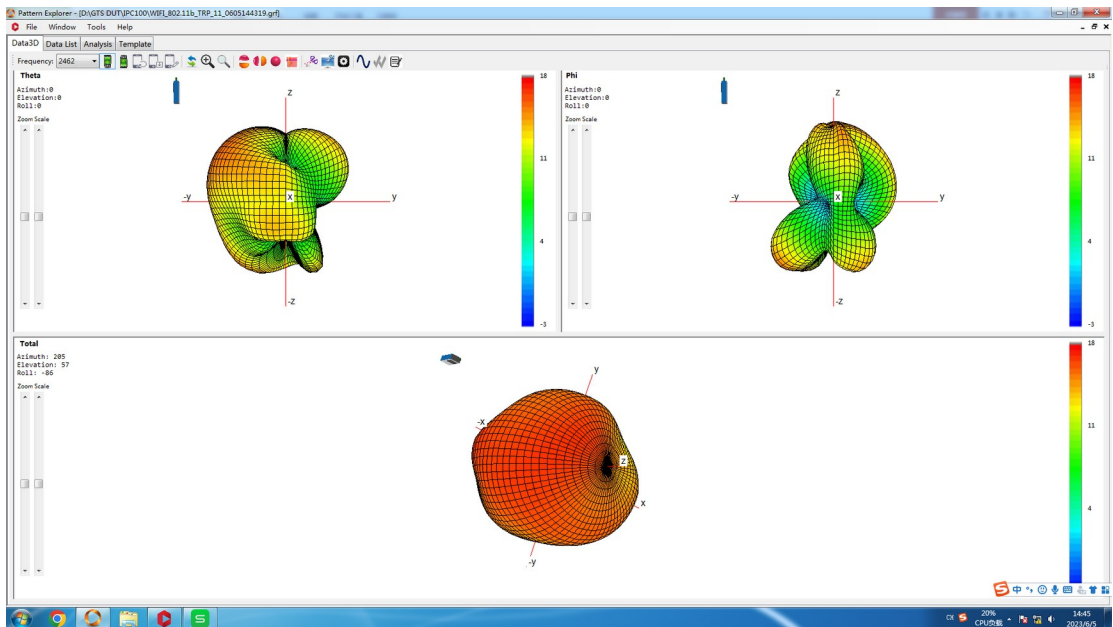 Pattern Explorer - [D:\GTS DUT\IPC100\WIFI_802.11b_TRP_11_0605144319.grf]
File Window Tools Help
Data3D Data List Analysis Template
Frequency: 2462
Theta
Azimuth:0
Elevation:0
Roll:0
Zoom Scale
z
-y
x
y
-z
18
11
4
-3
Phi
Azimuth:0
Elevation:0
Roll:0
Zoom Scale
z
-y
x
y
-z
18
11
4
-3
Total
Azimuth: 205
Elevation: 57
Roll: -86
Zoom Scale
y
-x
z
x
-y
18
11
4
S 中
CH S 20%
CPU负载
14:45
2023/6/5